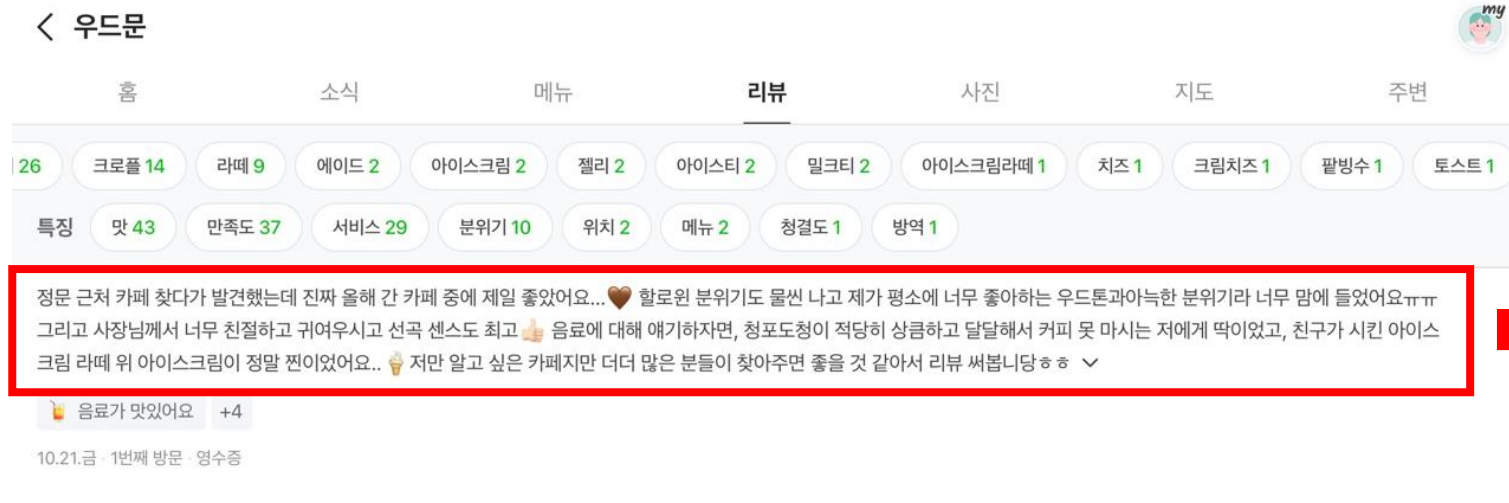 우드문
my
홈 소식 메뉴 리뷰 사진 지도 주변
26 크로플 14 라떼 9 에이드 2 아이스크림 2 젤리 2 아이스티 2 밀크티 2 아이스크림라떼 1 치즈 1 크림치즈 1 팥빙수 1 토스트 1
특징 맛 43 만족도 37 서비스 29 분위기 10 위치 2 메뉴 2 청결도 1 방역 1
정문 근처 카페 찾다가 발견했는데 진짜 올해 간 카페 중에 제일 좋았어요...🤎 할로윈 분위기도 물씬 나고 제가 평소에 너무 좋아하는 우드톤과아늑한 분위기라 너무 맘에 들었어요ㅠㅠ
그리고 사장님께서 너무 친절하고 귀여우시고 선곡 센스도 최고👍🏻 음료에 대해 얘기하자면, 청포도청이 적당히 상큼하고 달달해서 커피 못 마시는 저에게 딱이었고, 친구가 시킨 아이스
크림 라떼 위 아이스크림이 정말 찐이었어요.. 🍦 저만 알고 싶은 카페지만 더더 많은 분들이 찾아주면 좋을 것 같아서 리뷰 써봅니당ㅎㅎ
음료가 맛있어요 +4
10.21.금 · 1번째 방문 · 영수증